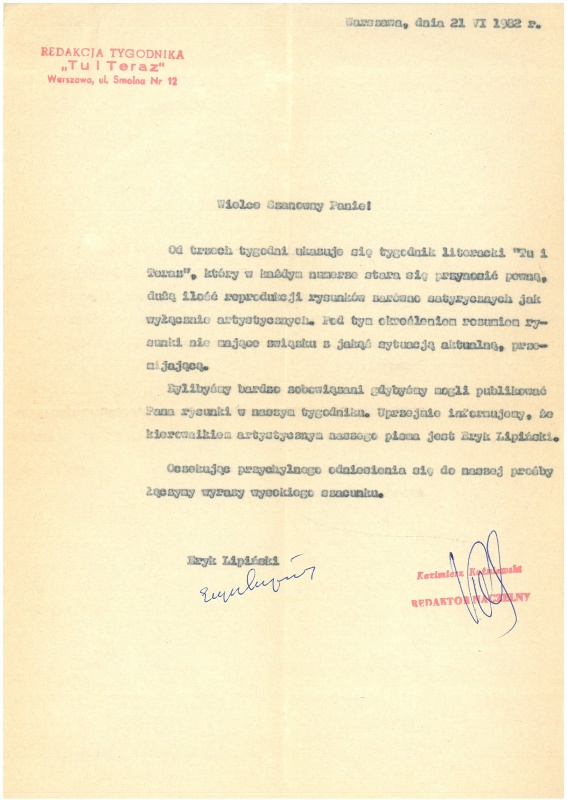 Warszawa, dnia 21 VI 1982 r.
REDAKCJA TYGODNIKA
„Tu I Teraz"
Warszawa, ul. Smolna Nr 12
Wielce Szanowny Panie!
Od trzech tygodni ukazuje się tygodnik literacki "Tu i
Teraz", który w każdym numerze stara się przynosić pewną,
dużą ilość reprodukcji rysunków zarówno satyrycznych jak
wyłącznie artystycznych. Pod tym określeniem rozumiem ry-
sunki nie mające związku z jakąś sytuacją aktualną, prze-
mijającą.
Bylibyśmy bardzo zobowiązani gdybyśmy mogli publikować
Pana rysunki w naszym tygodniku. Uprzejmie informujemy, że
kierownikiem artystycznym naszego pisma jest Eryk Lipiński.
Oczekując przychylnego odniesienia się do naszej prośby
łączymy wyrazy wysokiego szacunku.
Eryk Lipiński
Kazimierz Koźniewski
REDAKTOR NACZELNY